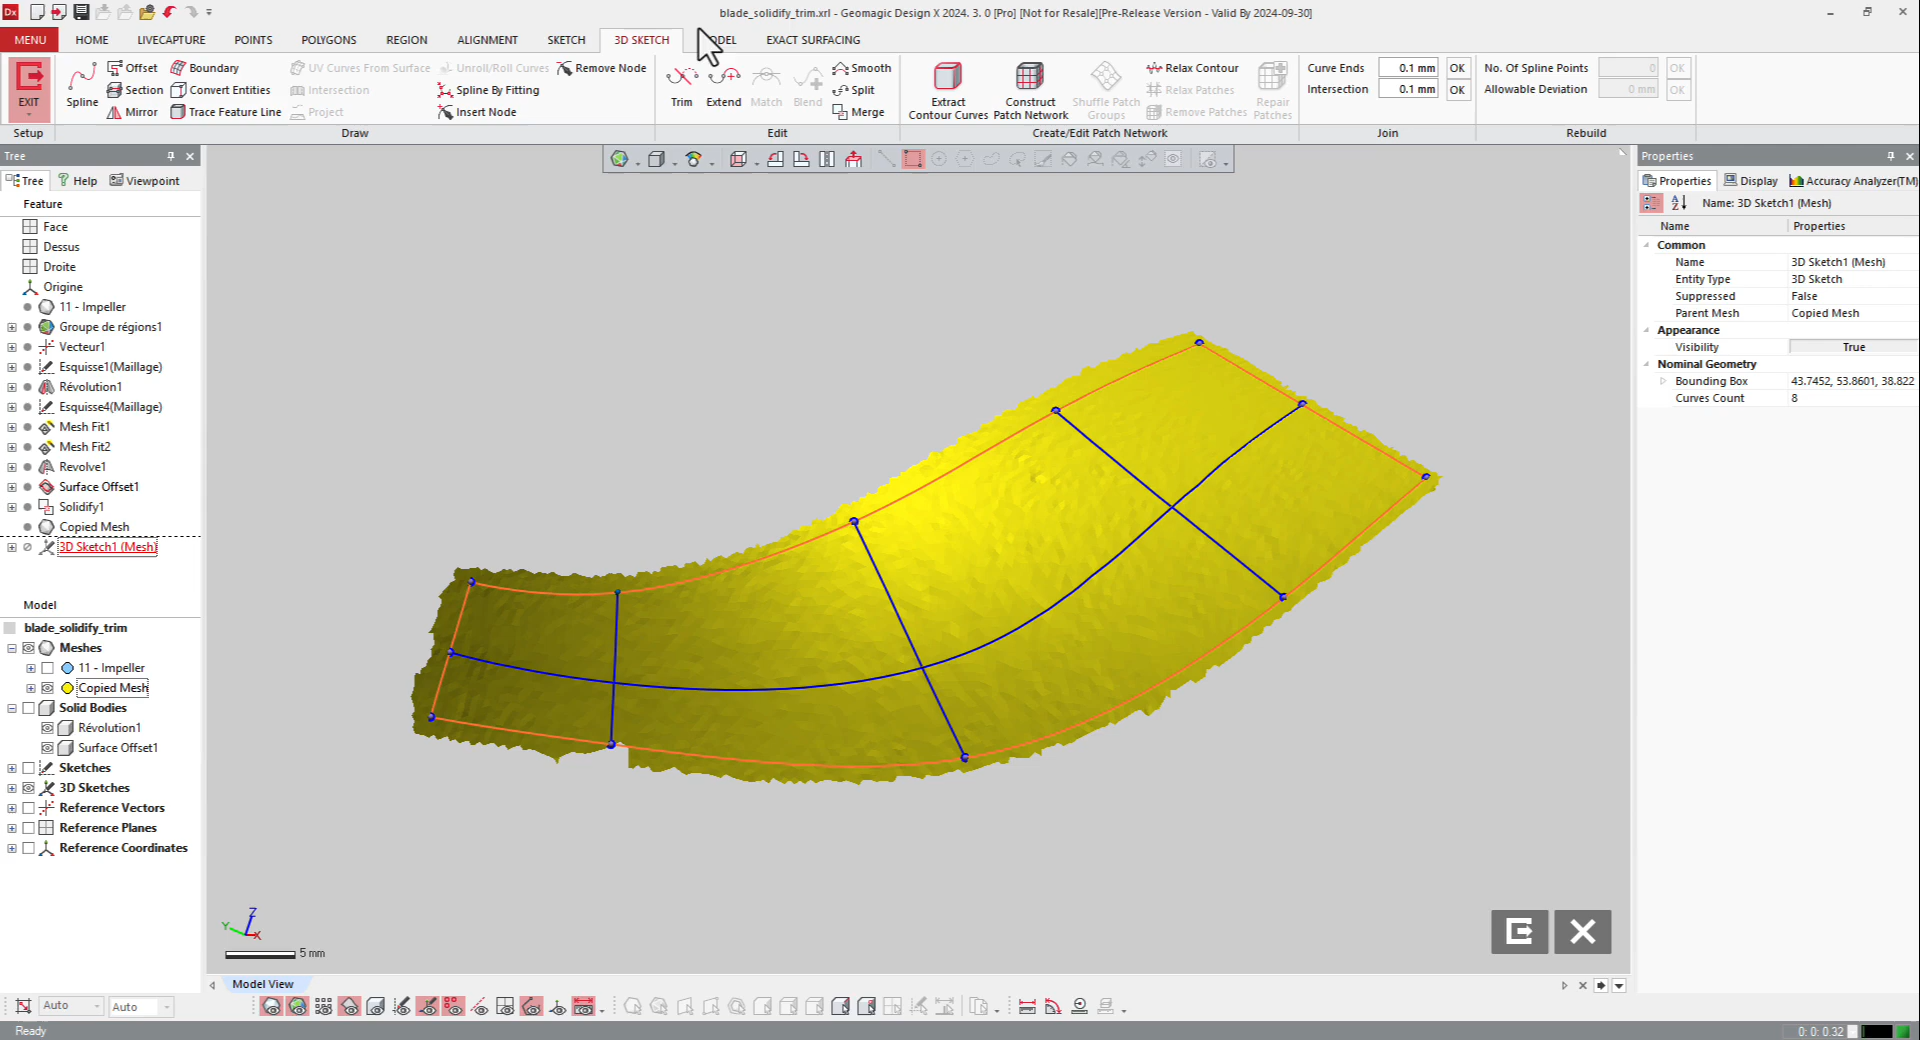 Dx
blade_solidify_trim.xrl - Geomagic Design X 2024. 3. 0 [Pro] [Not for Resale][Pre-Release Version - Valid By 2024-09-30]
MENU HOME LIVECAPTURE POINTS POLYGONS REGION ALIGNMENT SKETCH 3D SKETCH ODEL EXACT SURFACING
EXIT
Spline
Offset
Section
Mirror
Boundary
Convert Entities
Trace Feature Line
UV Curves From Surface
Intersection
Project
Unroll/Roll Curves
Spline By Fitting
Insert Node
Remove Node
Trim
Extend
Match
Blend
Smooth
Split
Merge
Extract
Contour Curves
Construct
Patch Network
Shuffle Patch
Groups
Relax Contour
Relax Patches
Remove Patches
Repair
Patches
Curve Ends 0.1 mm OK
Intersection 0.1 mm OK
No. Of Spline Points 0 OK
Allowable Deviation 0 mm OK
Setup Draw Edit Create/Edit Patch Network Join Rebuild
Tree
Tree Help Viewpoint
Feature
Face
Dessus
Droite
Origine
11 - Impeller
Groupe de régions1
Vecteur1
Esquisse1(Maillage)
Révolution1
Esquisse4(Maillage)
Mesh Fit1
Mesh Fit2
Revolve1
Surface Offset1
Solidify1
Copied Mesh
3D Sketch1 (Mesh)
Model
blade_solidify_trim
Meshes
11 - Impeller
Copied Mesh
Solid Bodies
Révolution1
Surface Offset1
Sketches
3D Sketches
Reference Vectors
Reference Planes
Reference Coordinates
Z
Y
X
5 mm
Model View
Properties
Properties Display Accuracy Analyzer(TM)
Name: 3D Sketch1 (Mesh)
Name Properties
Common
Name 3D Sketch1 (Mesh)
Entity Type 3D Sketch
Suppressed False
Parent Mesh Copied Mesh
Appearance
Visibility True
Nominal Geometry
Bounding Box 43.7452, 53.8601, 38.822
Curves Count 8
Auto Auto
Ready
0: 0: 0.32